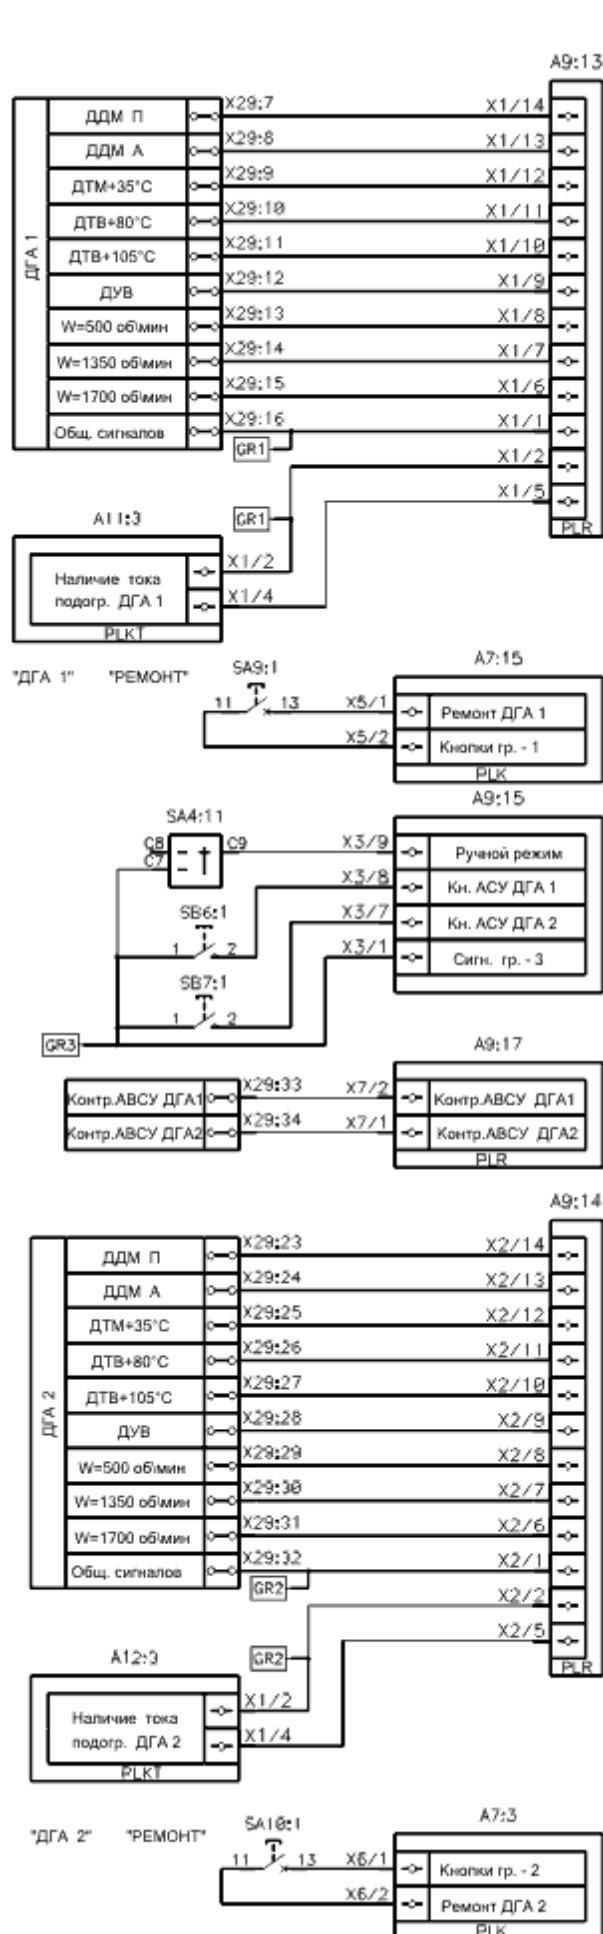 A9:13
ДГА 1
ДДМ П X29:7 X1/14
ДДМ А X29:8 X1/13
ДТМ+35°С X29:9 X1/12
ДТВ+80°С X29:10 X1/11
ДТВ+105°С X29:11 X1/10
ДУВ X29:12 X1/9
W=500 об\мин X29:13 X1/8
W=1350 об\мин X29:14 X1/7
W=1700 об\мин X29:15 X1/6
Общ. сигналов X29:16 X1/1
GR1 X1/2
X1/5
A11:3 GR1 PLR
Наличие тока X1/2
подогр. ДГА 1 X1/4
PLKT
"ДГА 1" "РЕМОНТ" SA9:1 A7:15
11 13 X5/1 Ремонт ДГА 1
X5/2 Кнопки гр. - 1
PLK
SA4:11 A9:15
C8 C9 X3/9 Ручной режим
C7 X3/8 Кн. АСУ ДГА 1
SB6:1 X3/7 Кн. АСУ ДГА 2
1 2 X3/1 Сигн. гр. - 3
SB7:1
1 2
GR3 A9:17
Контр.АВСУ ДГА1 X29:33 X7/2 Контр.АВСУ ДГА1
Контр.АВСУ ДГА2 X29:34 X7/1 Контр.АВСУ ДГА2
PLR
A9:14
ДГА 2
ДДМ П X29:23 X2/14
ДДМ А X29:24 X2/13
ДТМ+35°С X29:25 X2/12
ДТВ+80°С X29:26 X2/11
ДТВ+105°С X29:27 X2/10
ДУВ X29:28 X2/9
W=500 об\мин X29:29 X2/8
W=1350 об\мин X29:30 X2/7
W=1700 об\мин X29:31 X2/6
Общ. сигналов X29:32 X2/1
GR2 X2/2
X2/5
A12:3 GR2 PLR
Наличие тока X1/2
подогр. ДГА 2 X1/4
PLKT
"ДГА 2" "РЕМОНТ" SA10:1 A7:3
11 13 X6/1 Кнопки гр. - 2
X6/2 Ремонт ДГА 2
PLK